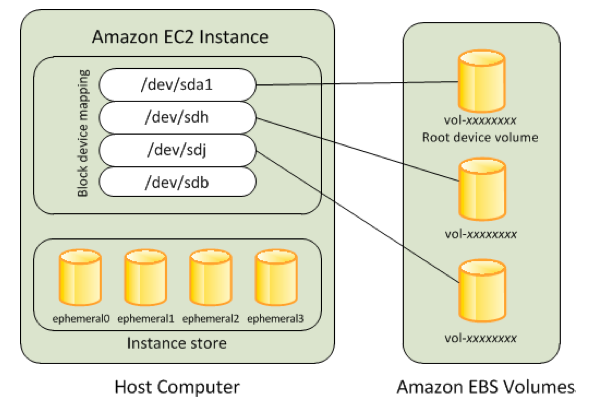 Amazon EC2 Instance
Block device mapping
/dev/sda1
/dev/sdh
/dev/sdj
/dev/sdb
ephemeral0 ephemeral1 ephemeral2 ephemeral3
Instance store
Host Computer
vol-xxxxxxxx
Root device volume
vol-xxxxxxxx
vol-xxxxxxxx
Amazon EBS Volumes